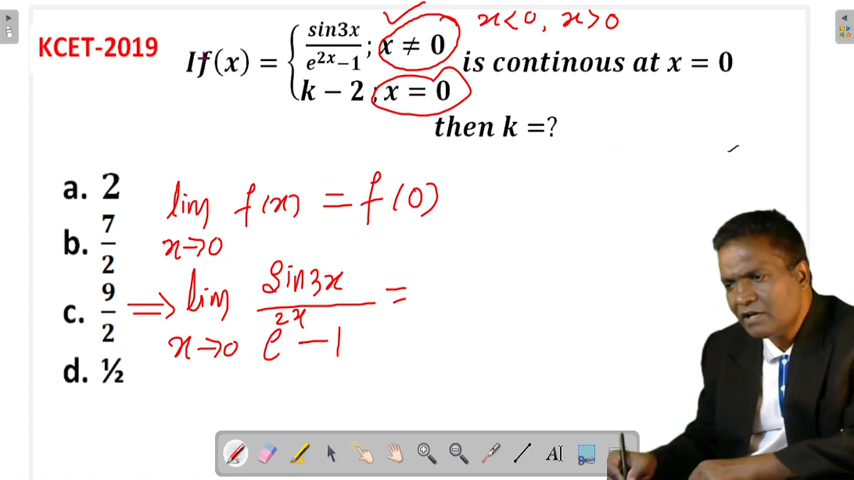 x<0, x>0
KCET-2019
If(x) = { sin3x / e^{2x}−1 ; x ≠ 0
k − 2 ; x = 0
is continous at x = 0
then k =?
a. 2
b. 7/2
c. 9/2
d. ½
lim x→0 f(x) = f(0)
⇒ lim x→0 Sin3x / e^{2x} −1 =
AI